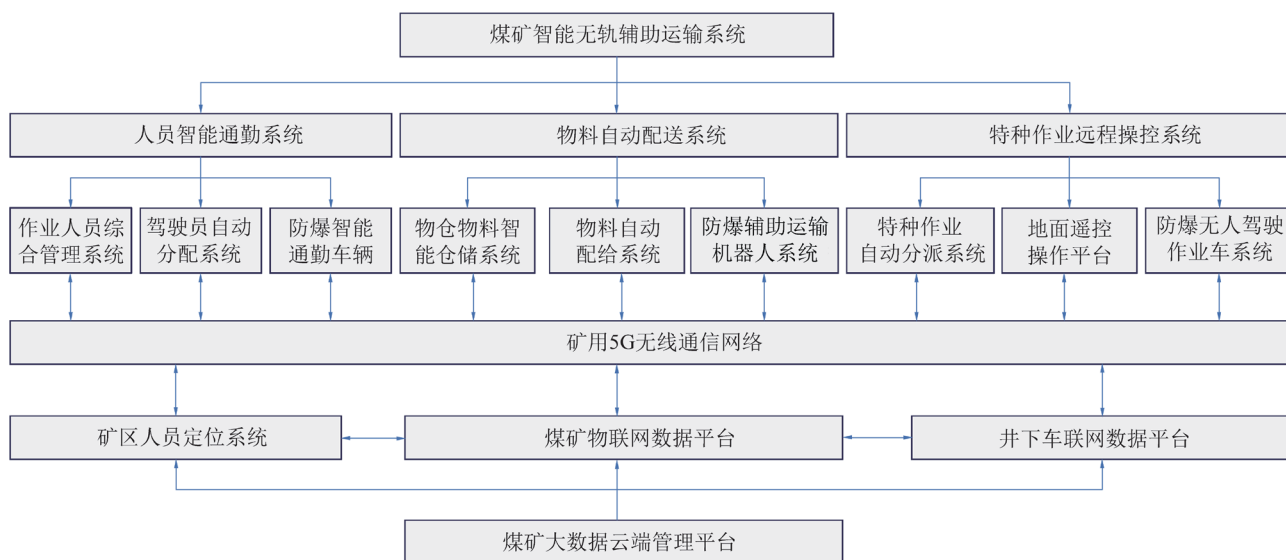 煤矿智能无轨辅助运输系统
人员智能通勤系统
物料自动配送系统
特种作业远程操控系统
作业人员综
合管理系统
驾驶员自动
分配系统
防爆智能
通勤车辆
物仓物料智
能仓储系统
物料自动
配给系统
防爆辅助运输
机器人系统
特种作业
自动分派系统
地面遥控
操作平台
防爆无人驾驶
作业车系统
矿用5G无线通信网络
矿区人员定位系统
煤矿物联网数据平台
井下车联网数据平台
煤矿大数据云端管理平台